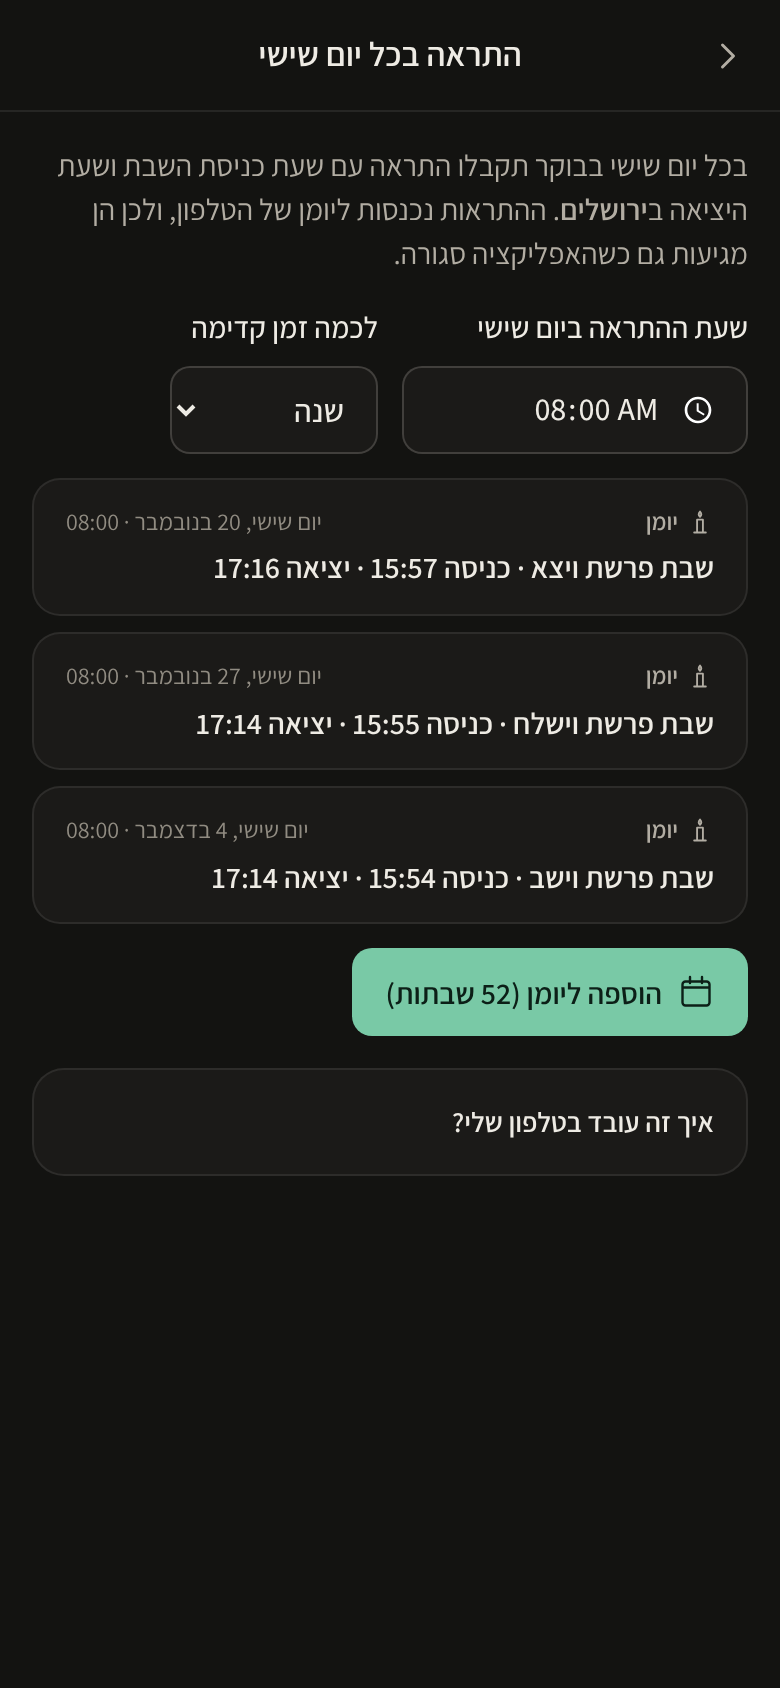 התראה בכל יום שישי
בכל יום שישי בבוקר תקבלו התראה עם שעת כניסת השבת ושעת
היציאה בירושלים. ההתראות נכנסות ליומן של הטלפון, ולכן הן
מגיעות גם כשהאפליקציה סגורה.
שעת ההתראה ביום שישי
08:00 AM
לכמה זמן קדימה
שנה
יומן
יום שישי, 20 בנובמבר · 08:00
שבת פרשת ויצא · כניסה 15:57 · יציאה 17:16
יומן
יום שישי, 27 בנובמבר · 08:00
שבת פרשת וישלח · כניסה 15:55 · יציאה 17:14
יומן
יום שישי, 4 בדצמבר · 08:00
שבת פרשת וישב · כניסה 15:54 · יציאה 17:14
הוספה ליומן (52 שבתות)
איך זה עובד בטלפון שלי?